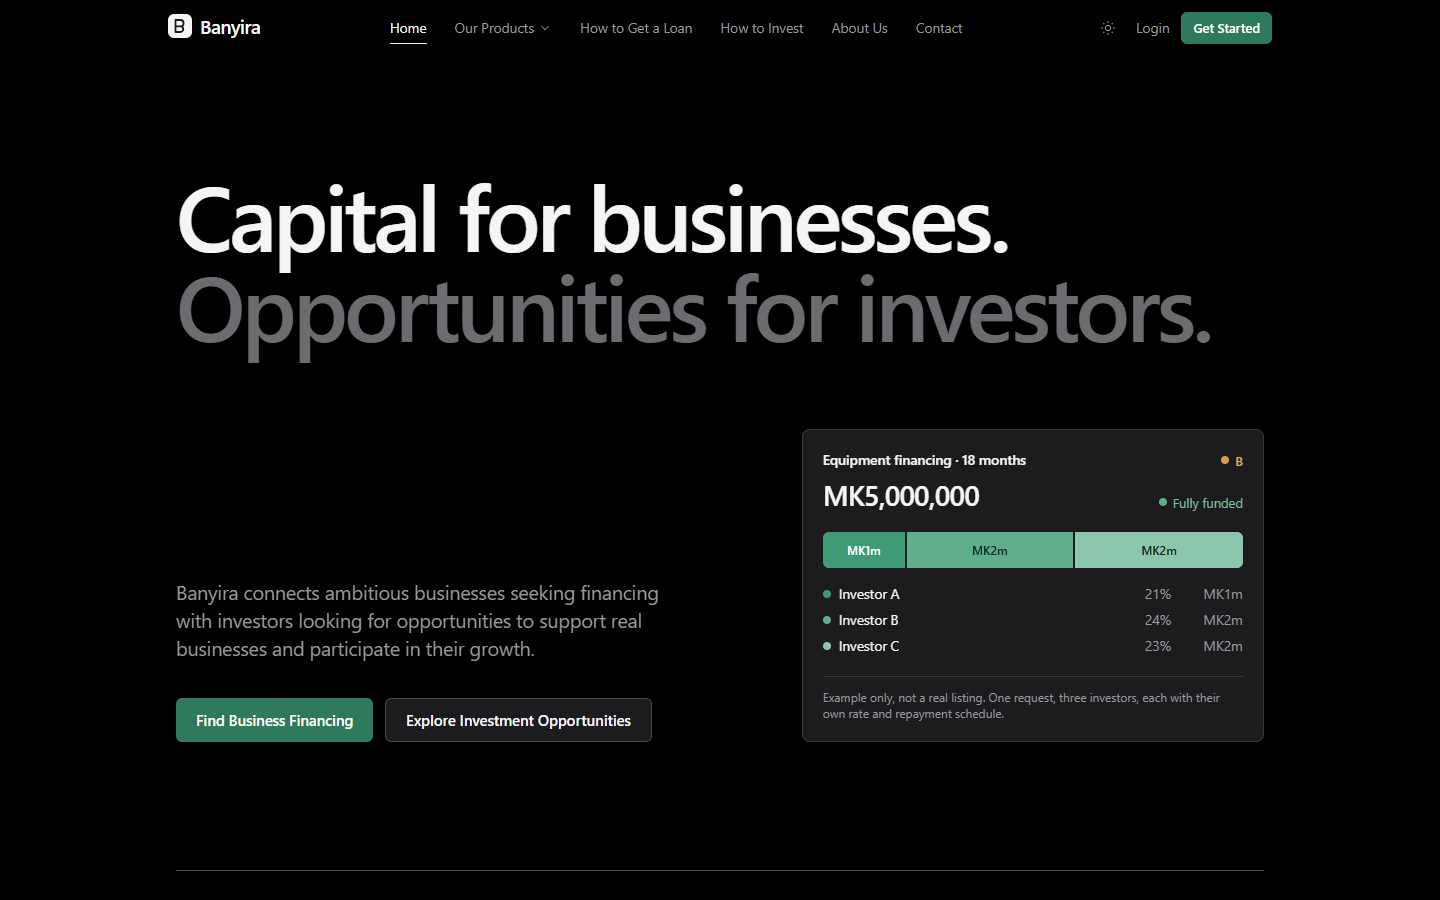 B Banyira
Home
Our Products
How to Get a Loan
How to Invest
About Us
Contact
Login
Get Started
Capital for businesses.
Opportunities for investors.
Banyira connects ambitious businesses seeking financing
with investors looking for opportunities to support real
businesses and participate in their growth.
Find Business Financing
Explore Investment Opportunities
Equipment financing · 18 months
B
MK5,000,000
Fully funded
MK1m
MK2m
MK2m
Investor A 21% MK1m
Investor B 24% MK2m
Investor C 23% MK2m
Example only, not a real listing. One request, three investors, each with their
own rate and repayment schedule.